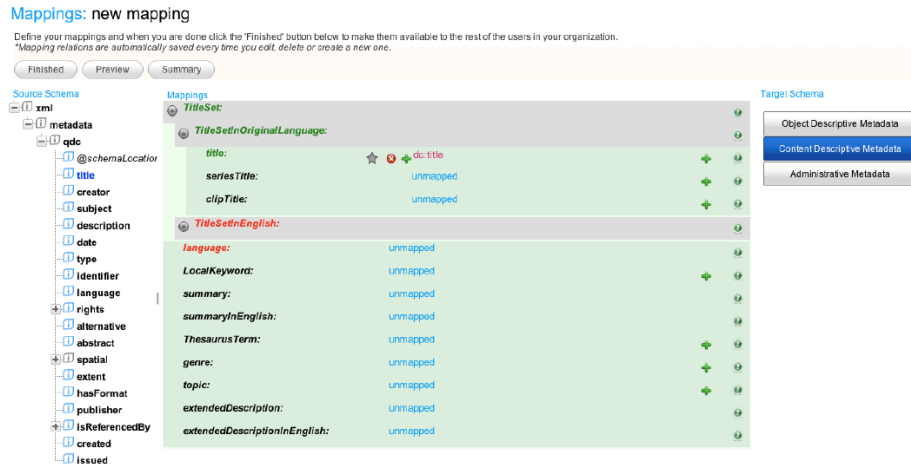 Mappings: new mapping
Define your mappings and when you are done click the 'Finished' button below to make them available to the rest of the users in your organization.
*Mapping relations are automatically saved every time you edit, delete or create a new one.
Finished Preview Summary
Source Schema
xml
metadata
qdc
@schemaLocation
title
creator
subject
description
date
type
identifier
language
rights
alternative
abstract
spatial
extent
hasFormat
publisher
isReferencedBy
created
issued
Mappings
TitleSet:
TitleSetInOriginalLanguage:
title: dc:title
seriesTitle: unmapped
clipTitle: unmapped
TitleSetInEnglish:
language: unmapped
LocalKeyword: unmapped
summary: unmapped
summaryInEnglish: unmapped
ThesaurusTerm: unmapped
genre: unmapped
topic: unmapped
extendedDescription: unmapped
extendedDescriptionInEnglish: unmapped
Target Schema
Object Descriptive Metadata
Content Descriptive Metadata
Administrative Metadata